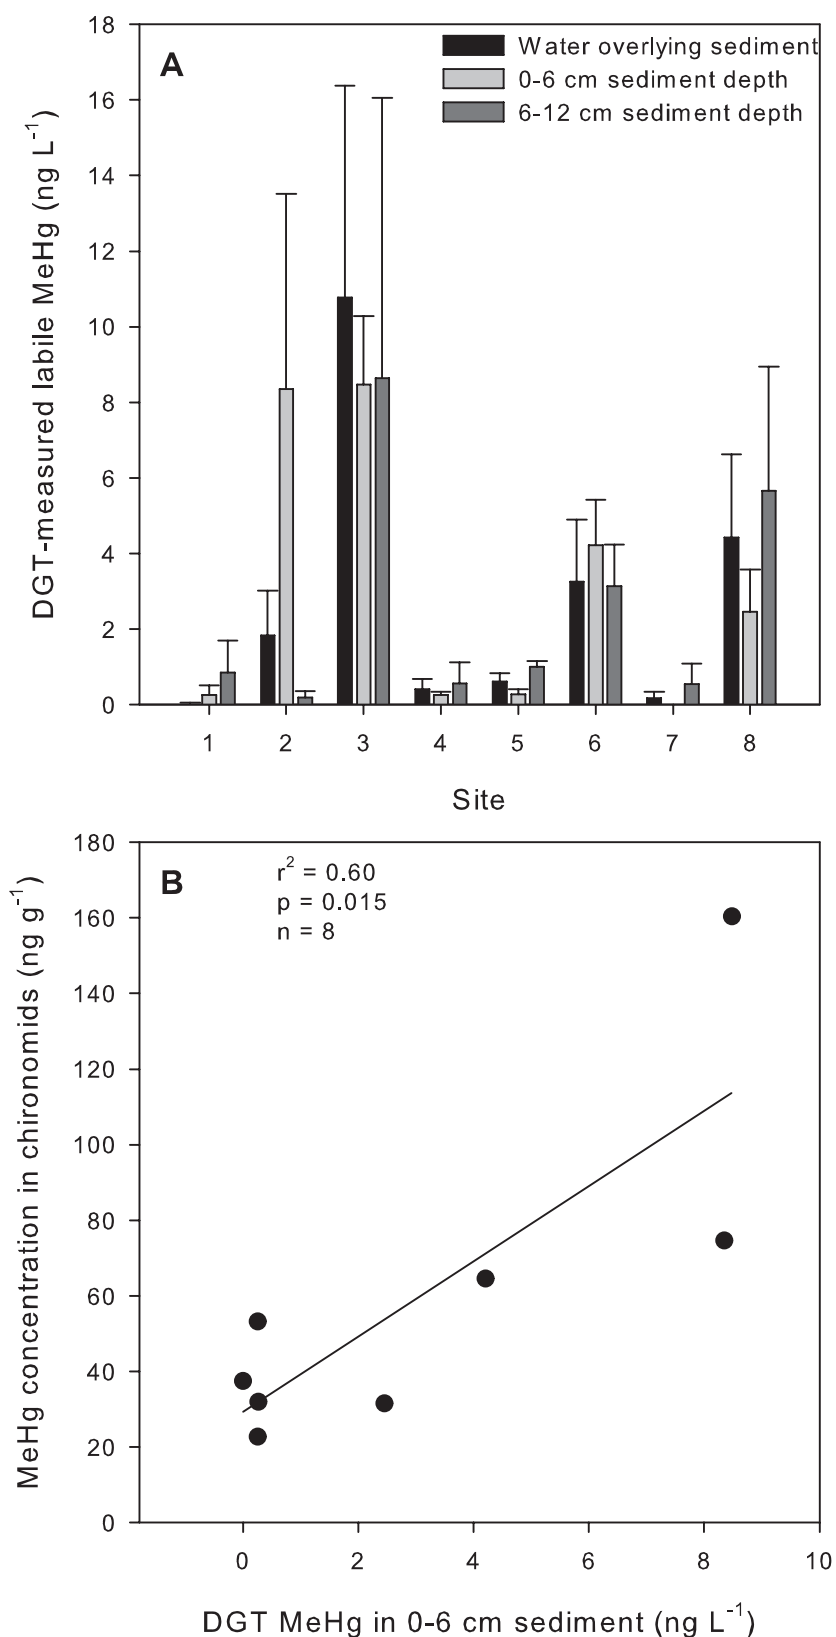 A
Water overlying sediment
0-6 cm sediment depth
6-12 cm sediment depth
DGT-measured labile MeHg (ng L⁻¹)
18
16
14
12
10
8
6
4
2
0
1 2 3 4 5 6 7 8
Site
B
r² = 0.60
p = 0.015
n = 8
MeHg concentration in chironomids (ng g⁻¹)
180
160
140
120
100
80
60
40
20
0
0 2 4 6 8 10
DGT MeHg in 0-6 cm sediment (ng L⁻¹)